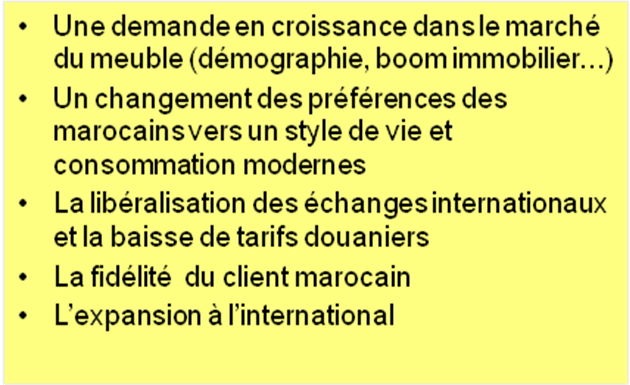 • Une demande en croissance dans le marché
du meuble (démographie, boom immobilier…)
• Un changement des préférences des
marocains vers un style de vie et
consommation modernes
• La libéralisation des échanges internationaux
et la baisse de tarifs douaniers
• La fidélité du client marocain
• L’expansion à l’international